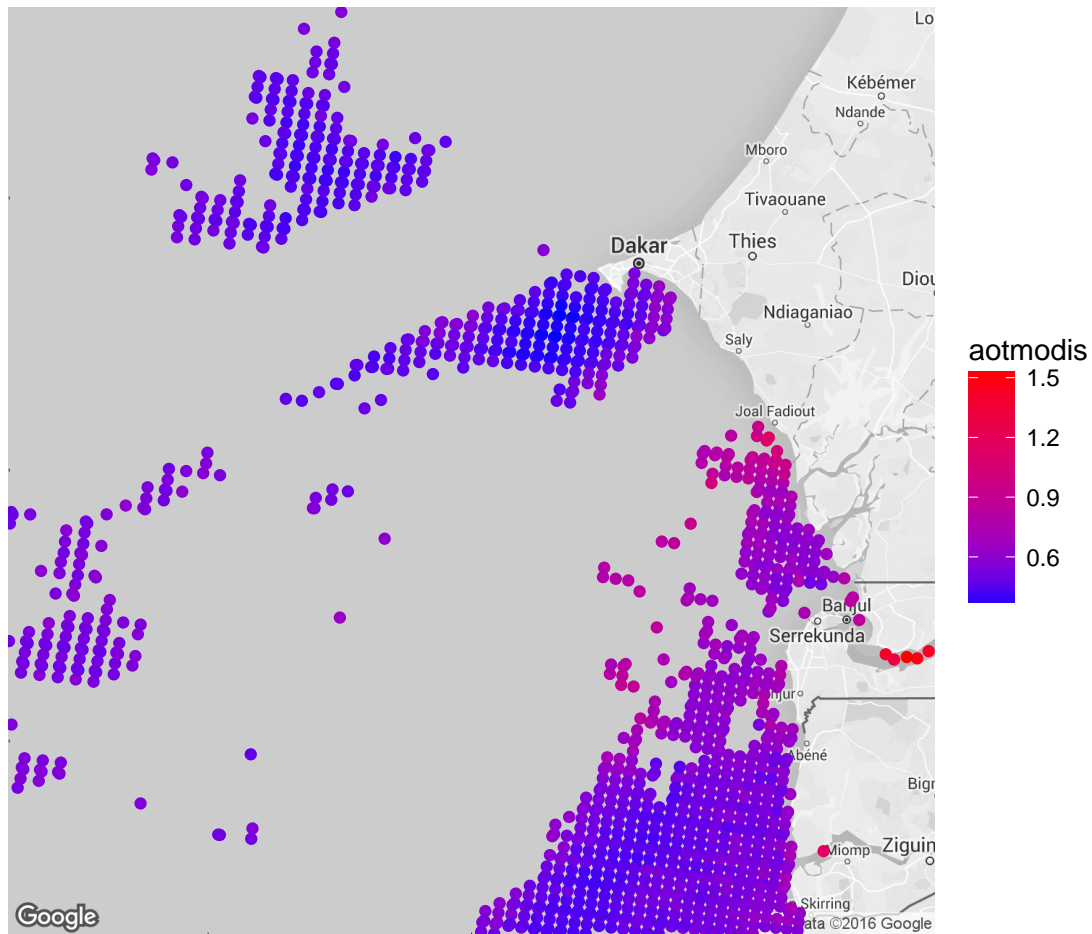 Lo
Kébémer
Ndande
Mboro
Tivaouane
Dakar
Thies
Diou
Ndiaganiao
Saly
aotmodis
1.5
1.2
0.9
0.6
Joal Fadiout
Banjul
Serrekunda
njur
Abéné
Bign
Miomp
Ziguin
Skirring
Google
ata ©2016 Google